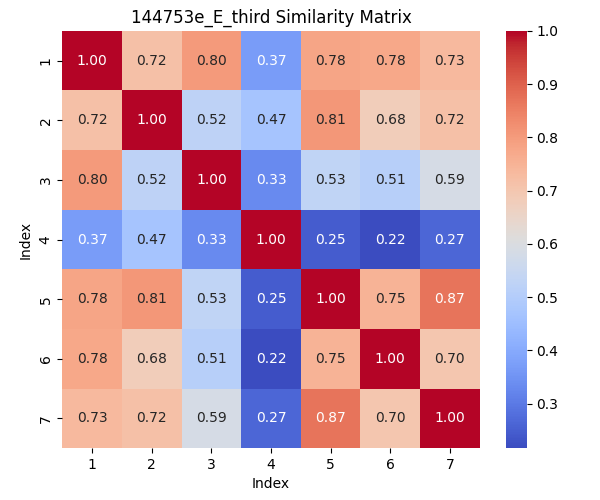 144753e_E_third Similarity Matrix
1 1.00 0.72 0.80 0.37 0.78 0.78 0.73
2 0.72 1.00 0.52 0.47 0.81 0.68 0.72
3 0.80 0.52 1.00 0.33 0.53 0.51 0.59
4 0.37 0.47 0.33 1.00 0.25 0.22 0.27
5 0.78 0.81 0.53 0.25 1.00 0.75 0.87
6 0.78 0.68 0.51 0.22 0.75 1.00 0.70
7 0.73 0.72 0.59 0.27 0.87 0.70 1.00
1 2 3 4 5 6 7
Index
Index
1.0
0.9
0.8
0.7
0.6
0.5
0.4
0.3